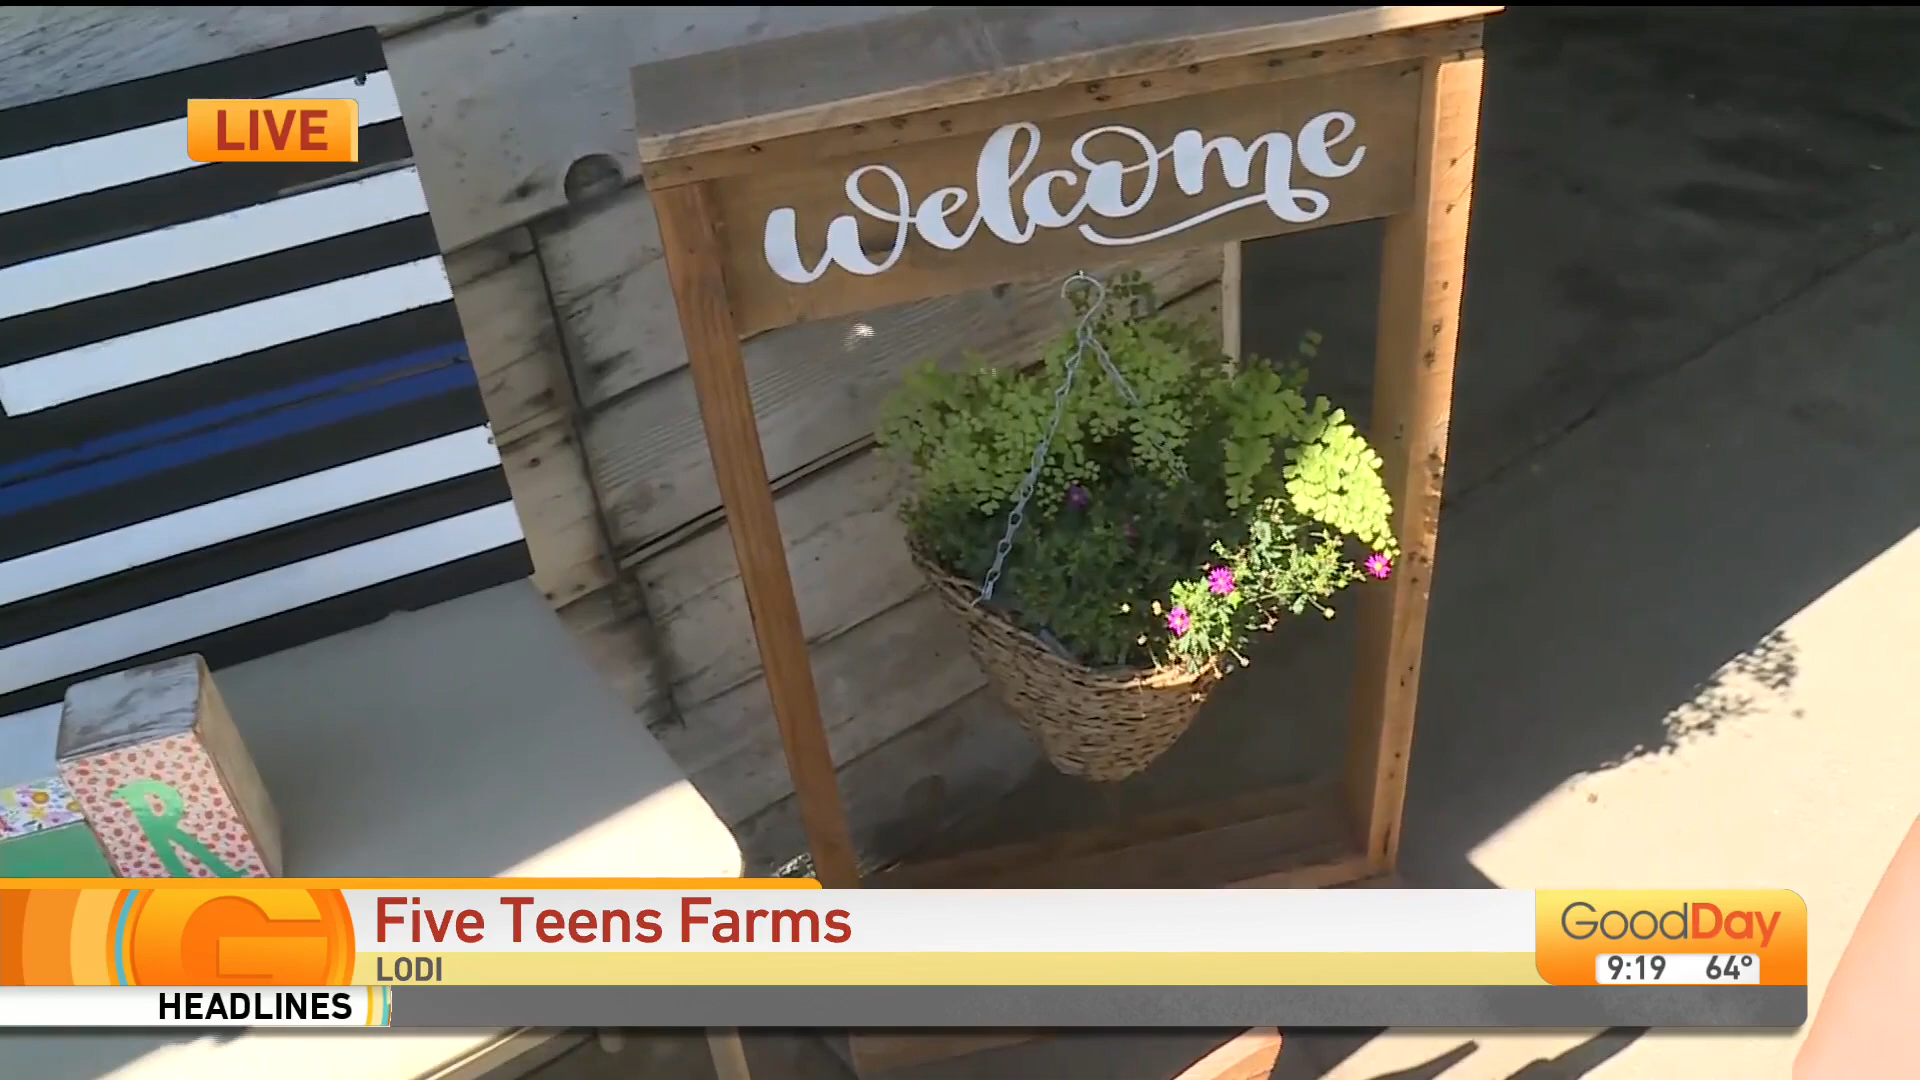 LIVE
welcome
R
Five Teens Farms
LODI
HEADLINES
GoodDay
9:19 64°